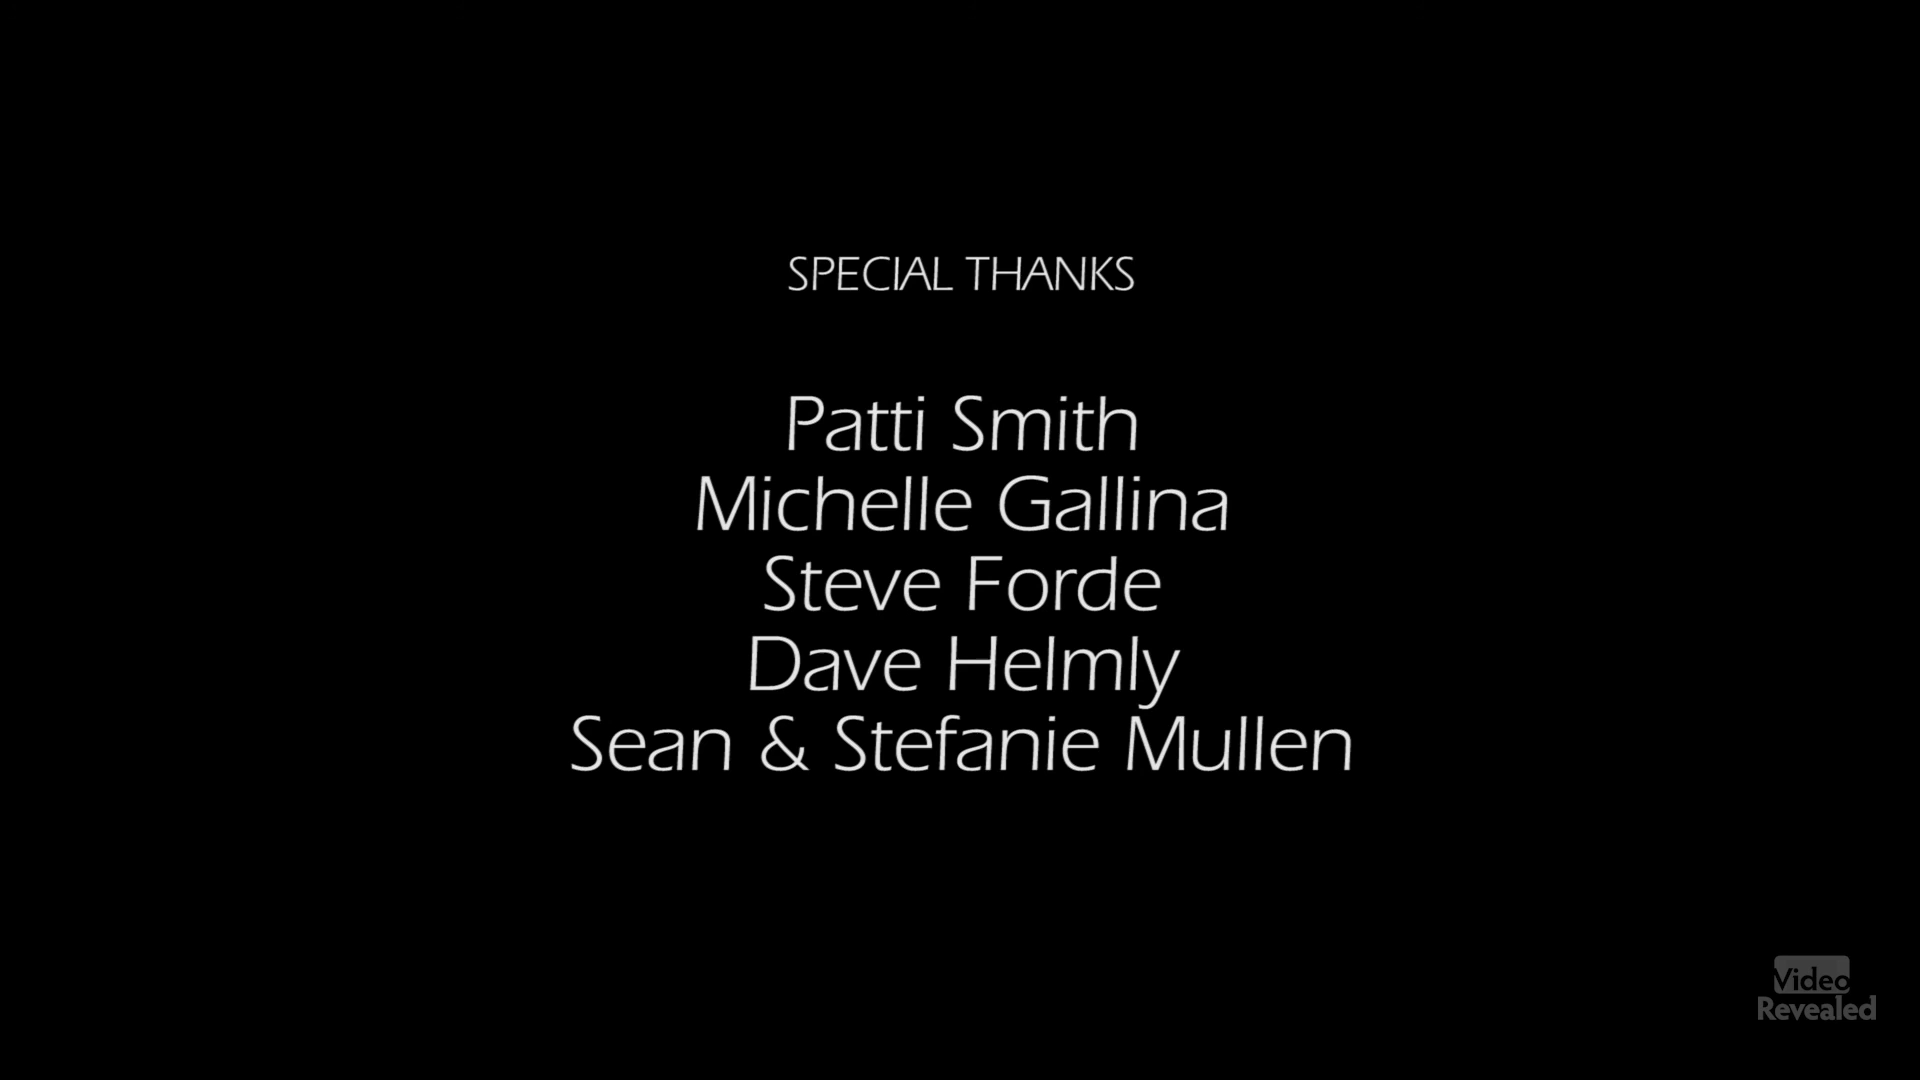 SPECIAL THANKS
Patti Smith
Michelle Gallina
Steve Forde
Dave Helmly
Sean & Stefanie Mullen
Video
Revealed